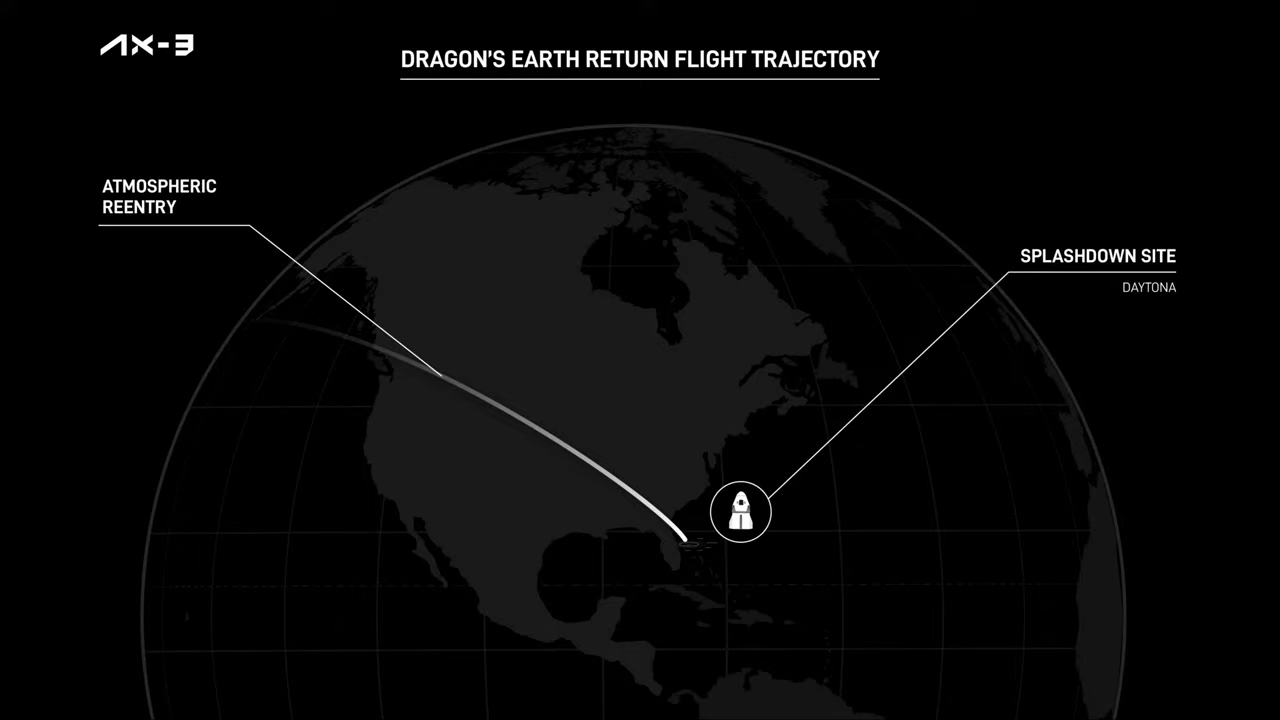 AX-3
DRAGON'S EARTH RETURN FLIGHT TRAJECTORY
ATMOSPHERIC
REENTRY
SPLASHDOWN SITE
DAYTONA